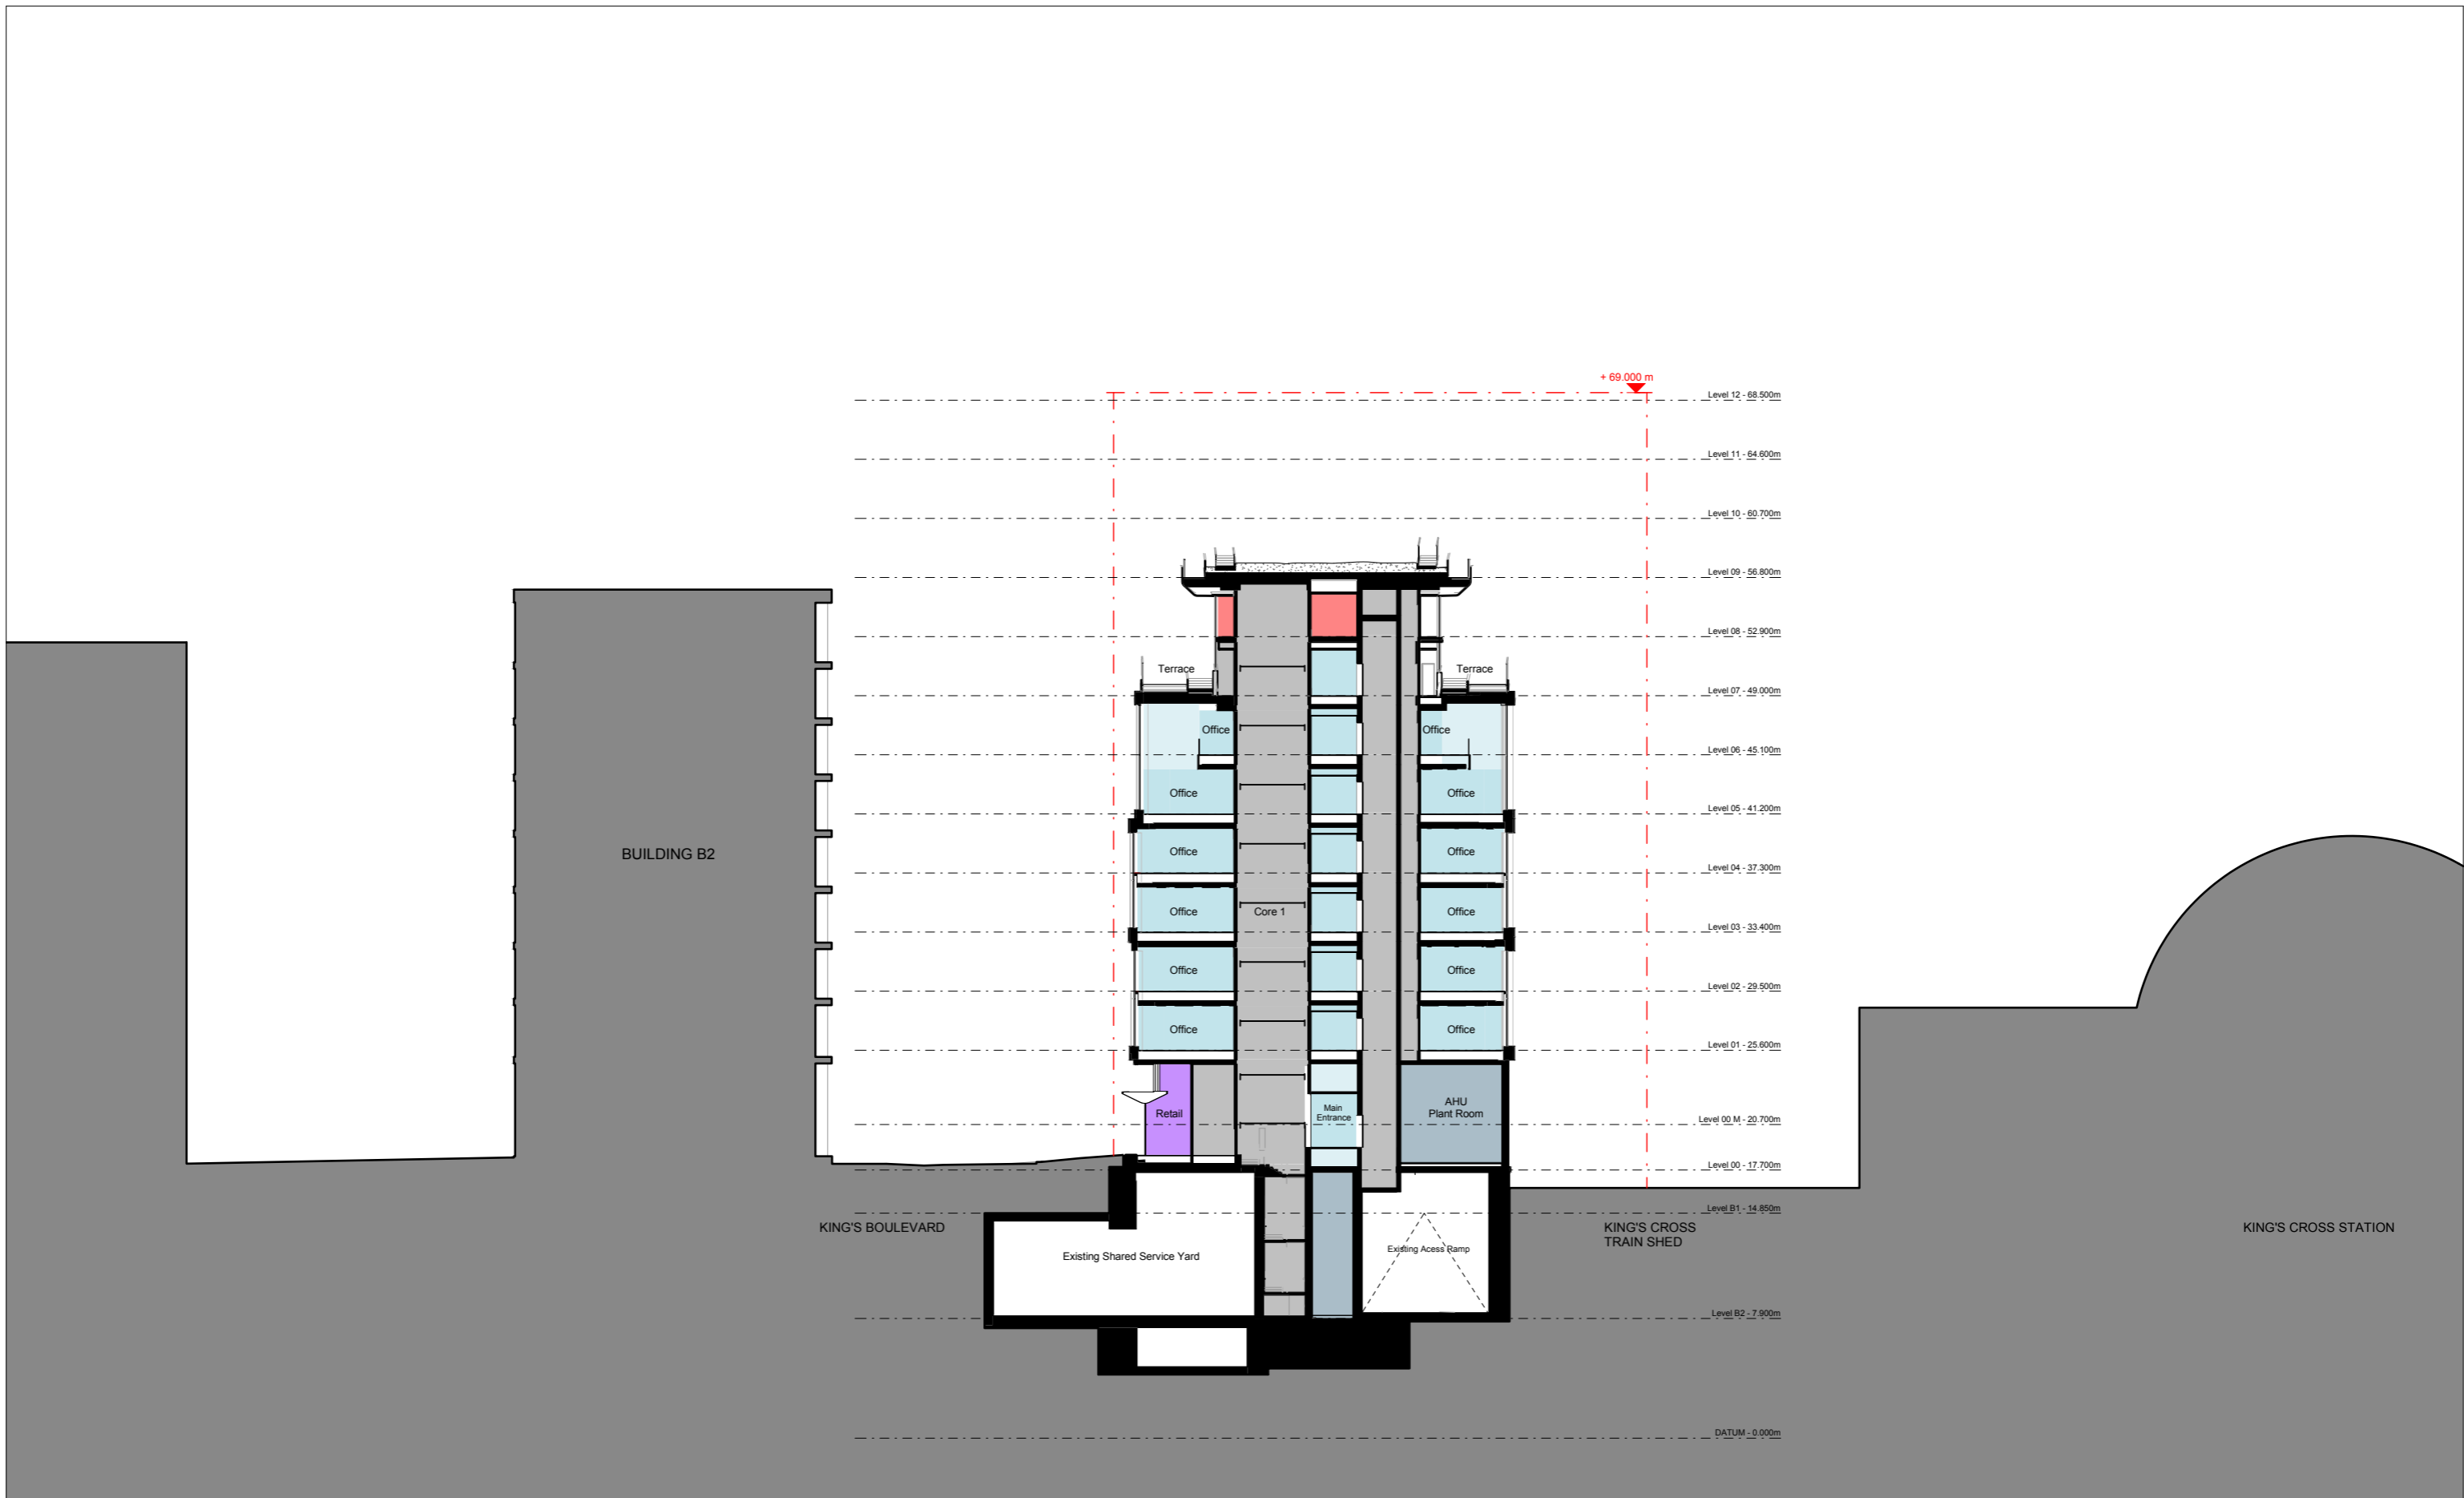 + 69.000 m
Level 12 - 68.500m
Level 11 - 64.600m
Level 10 - 60.700m
Level 09 - 56.800m
Level 08 - 52.900m
Terrace
Terrace
Level 07 - 49.000m
Office
Office
Level 06 - 45.100m
Office
Office
Level 05 - 41.200m
BUILDING B2
Office
Office
Level 04 - 37.300m
Office
Core 1
Office
Level 03 - 33.400m
Office
Office
Level 02 - 29.500m
Office
Office
Level 01 - 25.600m
Retail
Main
Entrance
AHU
Plant Room
Level 00 M - 20.700m
Level 00 - 17.700m
Level B1 - 14.850m
KING'S BOULEVARD
KING'S CROSS
TRAIN SHED
KING'S CROSS STATION
Existing Shared Service Yard
Existing Acess Ramp
Level B2 - 7.900m
DATUM - 0.000m